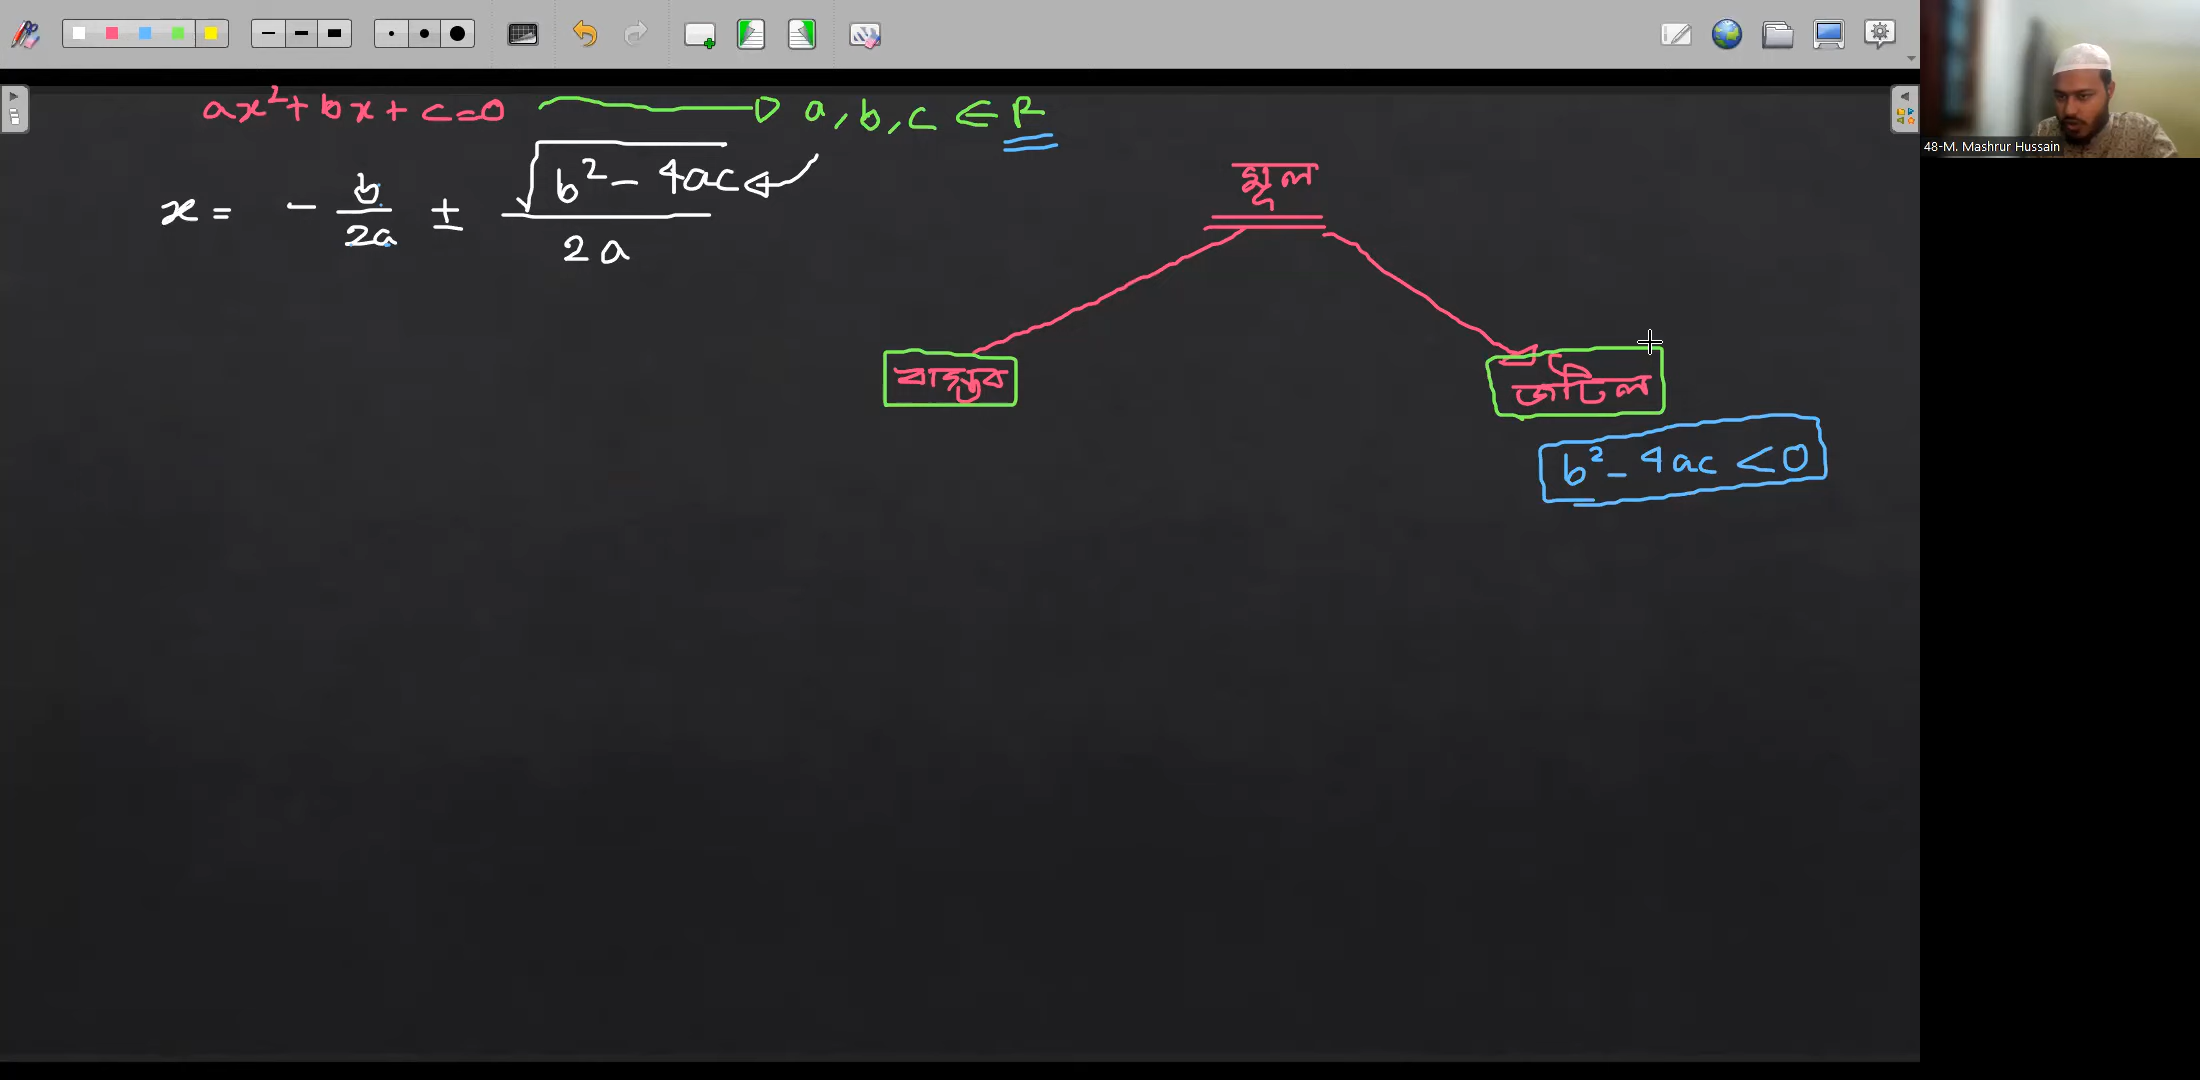 ax² + bx + c = 0 → a, b, c ∈ R
x = - b/2a ± √(b² - 4ac)/2a
মূল
বাস্তব
জটিল
b² - 4ac < 0
48-M. Mashrur Hussain